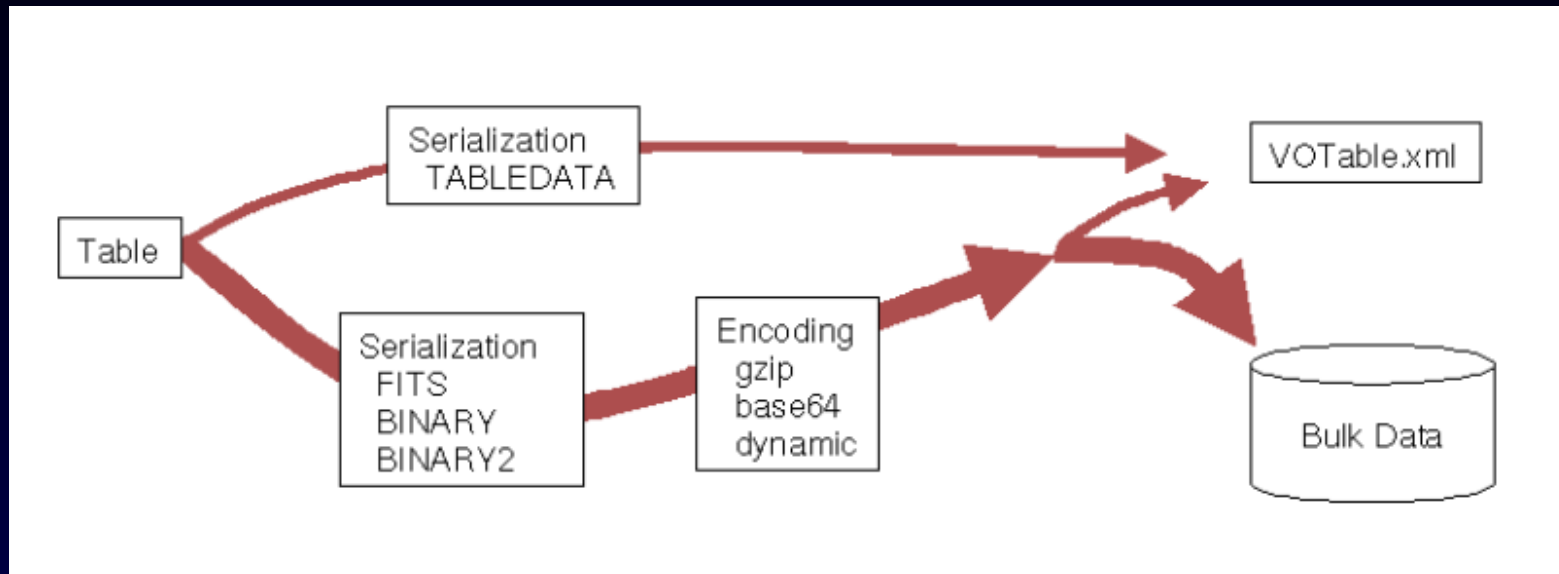 Serialization
TABLEDATA
VOTable.xml
Table
Serialization
FITS
BINARY
BINARY2
Encoding
gzip
base64
dynamic
Bulk Data